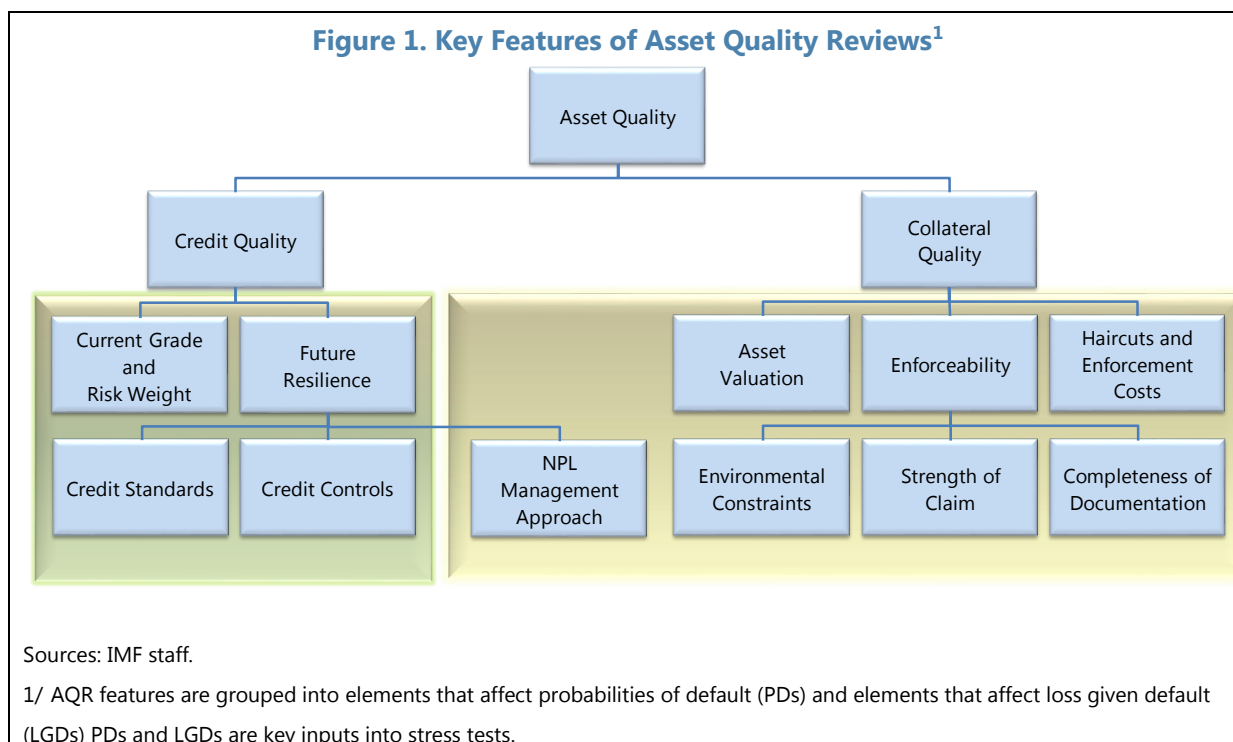 Figure 1. Key Features of Asset Quality Reviews1
Asset Quality
Credit Quality
Collateral
Quality
Current Grade
and
Risk Weight
Future
Resilience
Asset
Valuation
Enforceability
Haircuts and
Enforcement
Costs
Credit Standards
Credit Controls
NPL
Management
Approach
Environmental
Constraints
Strength of
Claim
Completeness of
Documentation
Sources: IMF staff.
1/ AQR features are grouped into elements that affect probabilities of default (PDs) and elements that affect loss given default
(LGDs) PDs and LGDs are key inputs into stress tests.